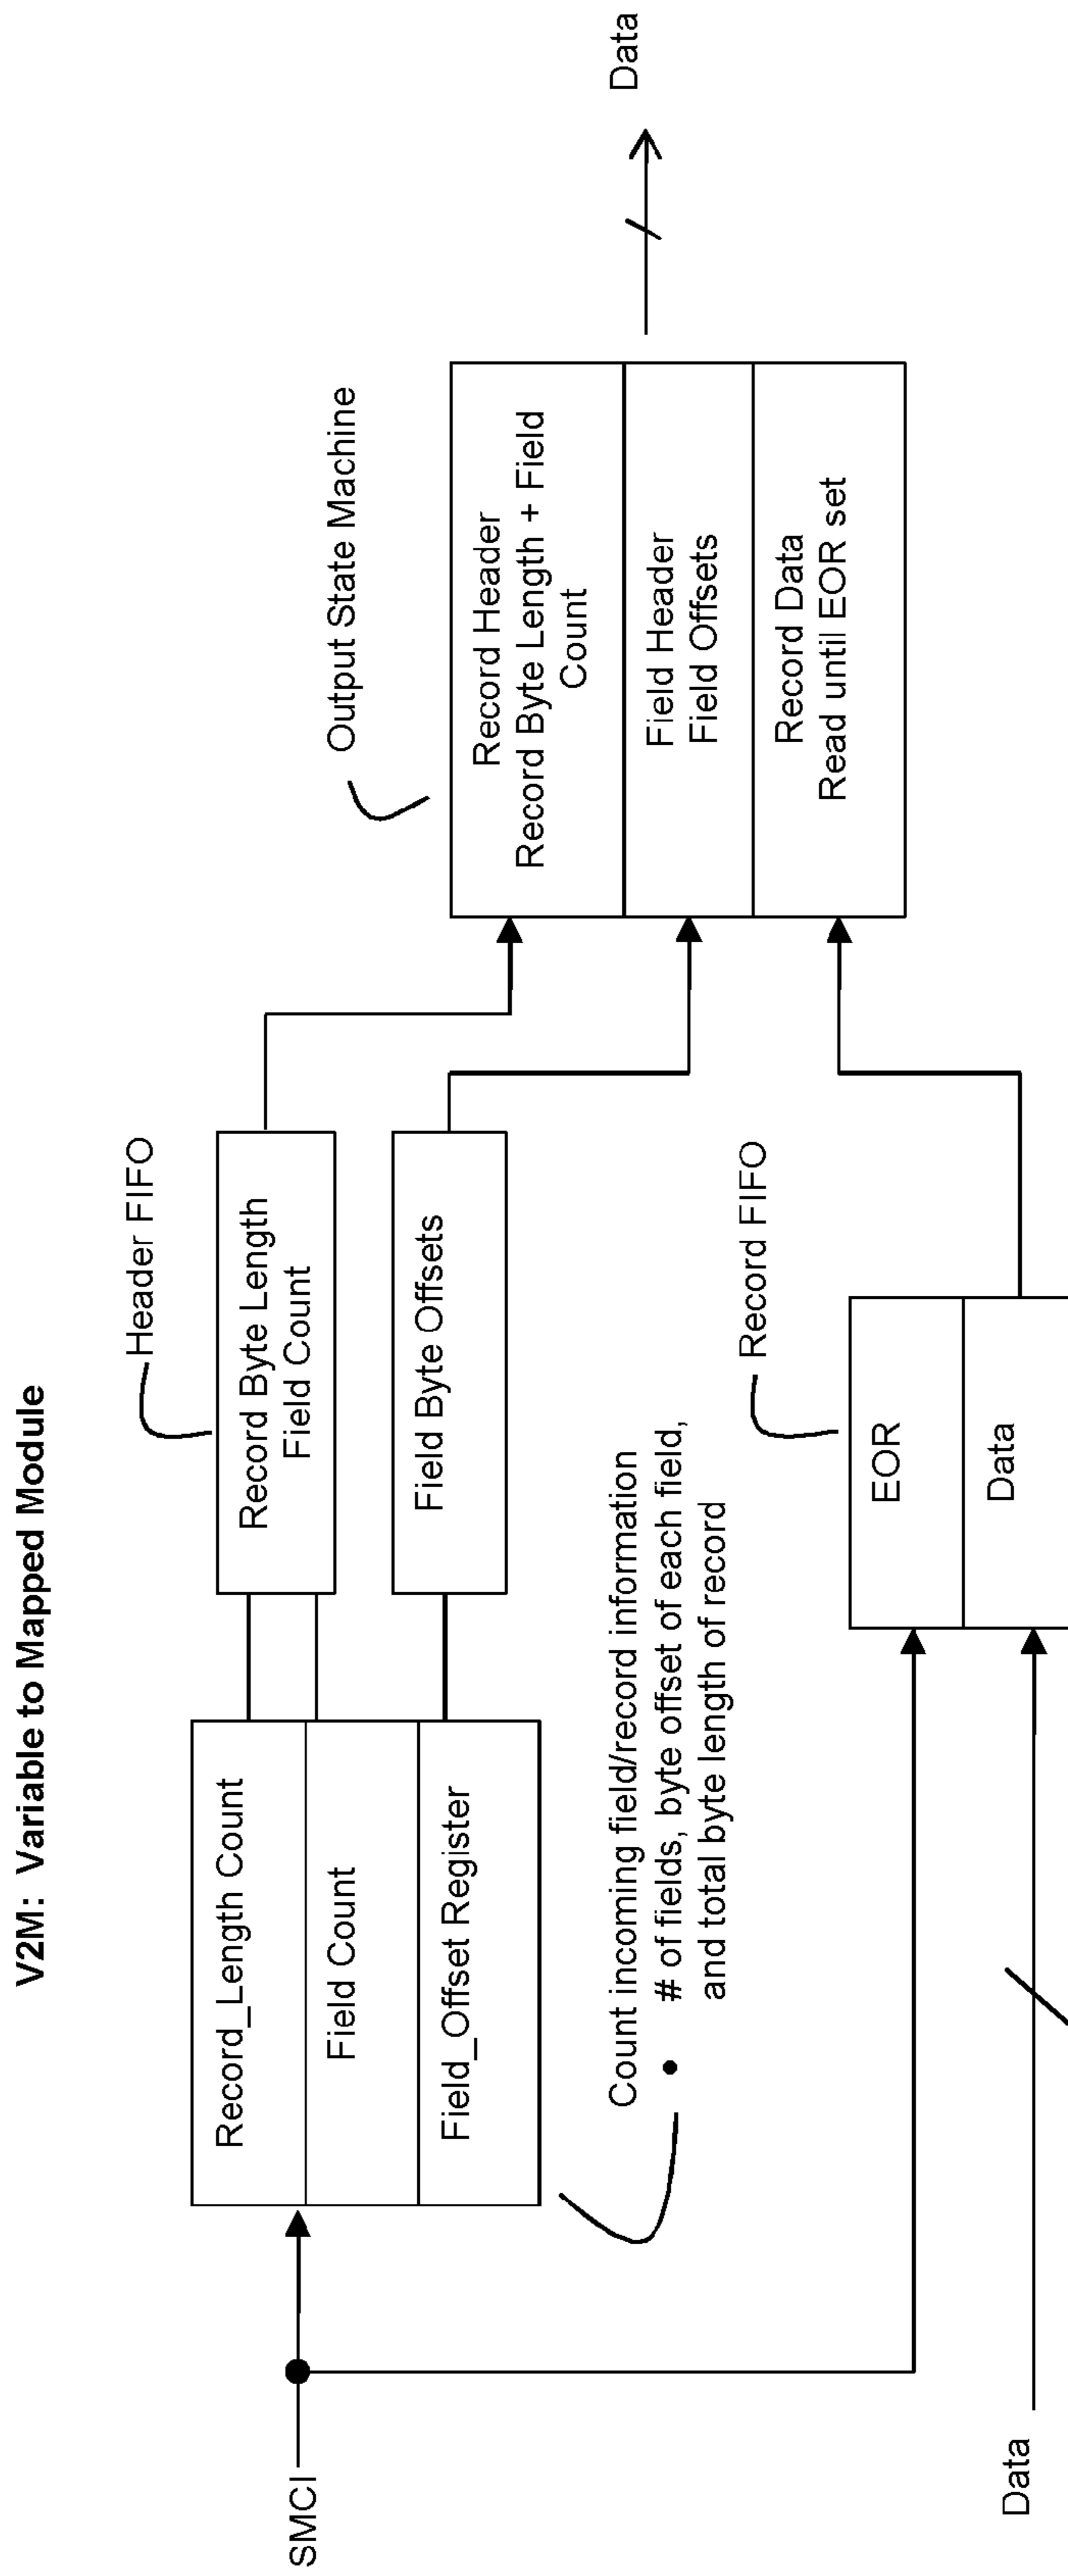 V2M: Variable to Mapped Module
SMCI
Record_Length Count
Field Count
Field_Offset Register
Header FIFO
Record Byte Length
Field Count
Field Byte Offsets
Output State Machine
Record Header
Record Byte Length + Field
Count
Field Header
Field Offsets
Record Data
Read until EOR set
Data
Count incoming field/record information
• # of fields, byte offset of each field,
and total byte length of record
Record FIFO
EOR
Data
Data